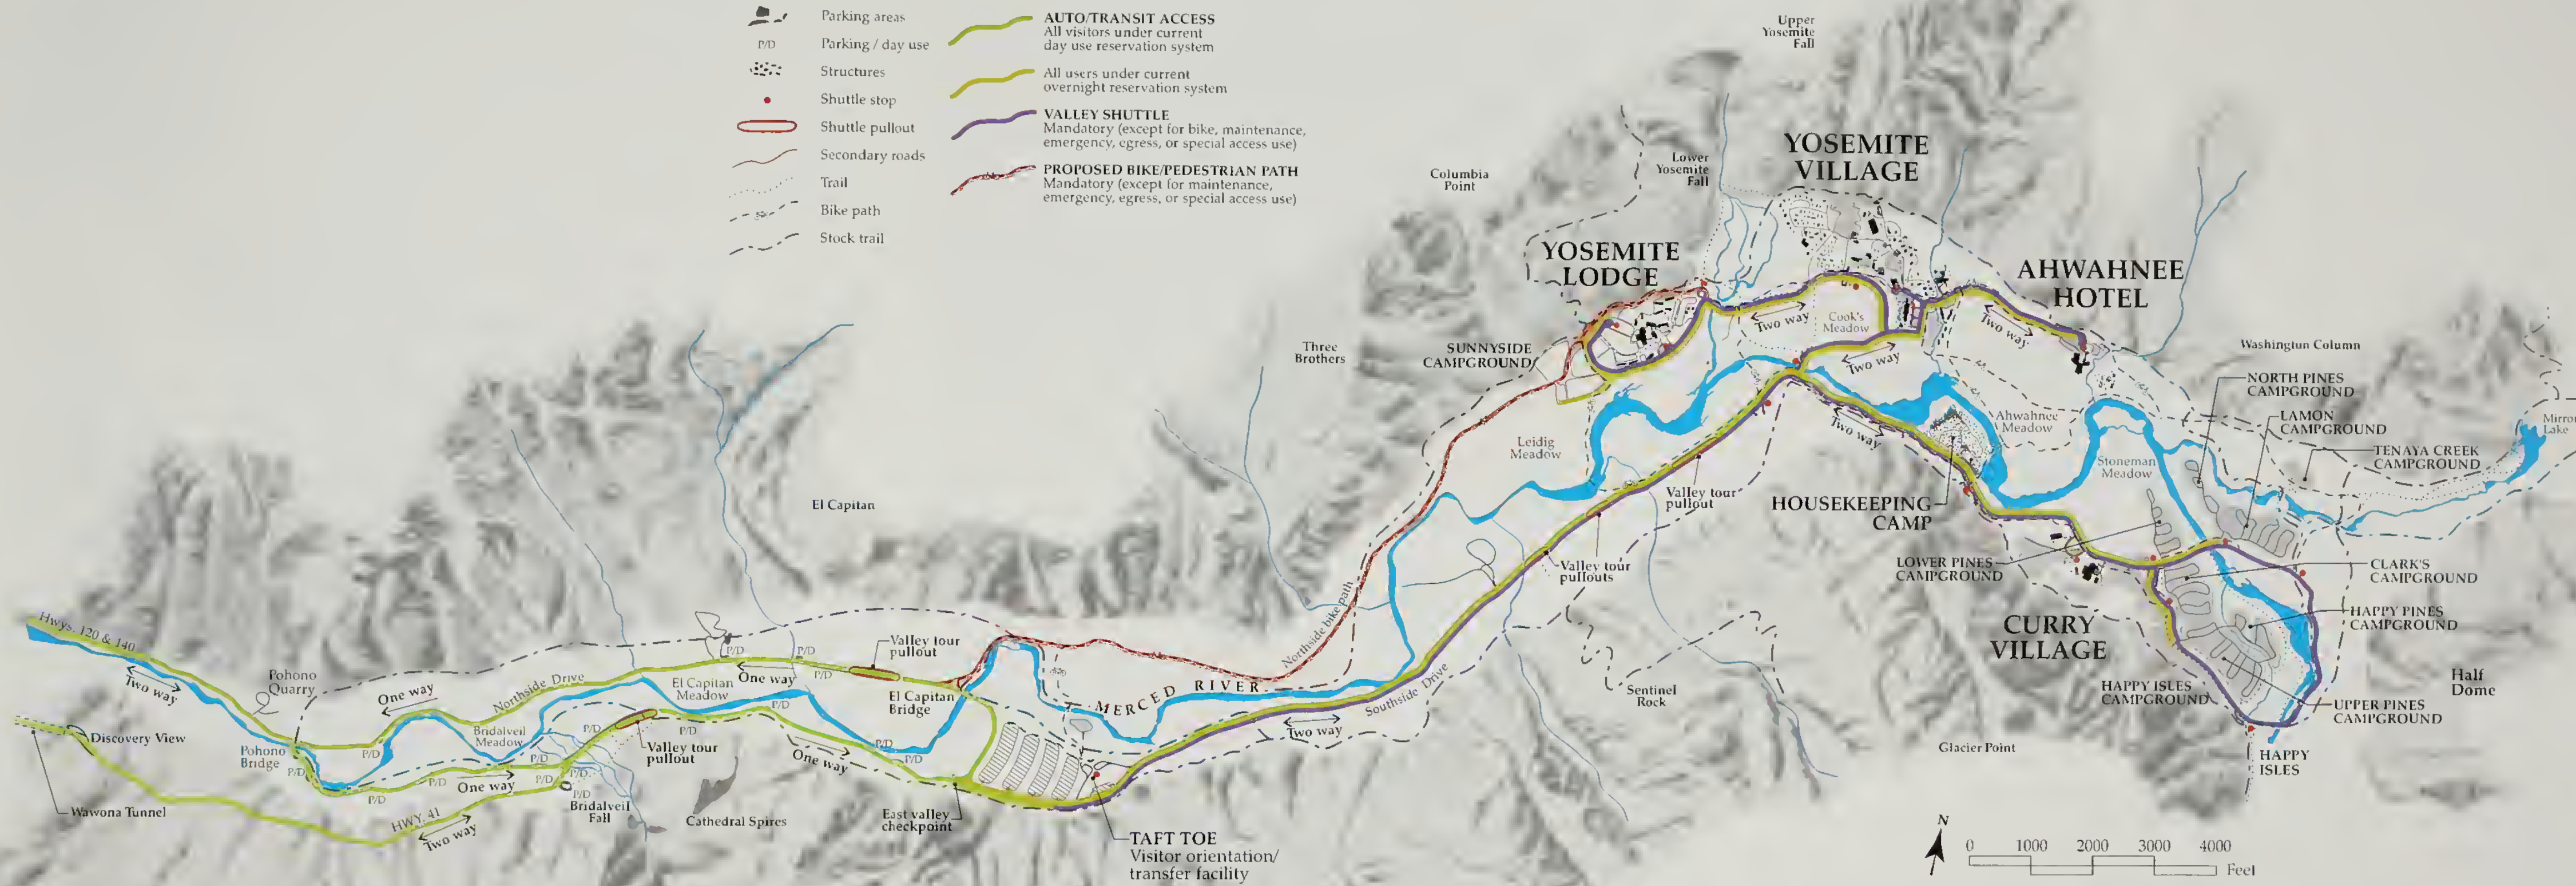 Parking areas
P/D Parking / day use
Structures
Shuttle stop
Shuttle pullout
Secondary roads
Trail
Bike path
Stock trail
AUTO/TRANSIT ACCESS
All visitors under current
day use reservation system
All users under current
overnight reservation system
VALLEY SHUTTLE
Mandatory (except for bike, maintenance,
emergency, egress, or special access use)
PROPOSED BIKE/PEDESTRIAN PATH
Mandatory (except for maintenance,
emergency, egress, or special access use)
Upper
Yosemite
Fall
YOSEMITE
VILLAGE
Lower
Yosemite
Fall
Columbia
Point
YOSEMITE
LODGE
AHWAHNEE
HOTEL
Two way
Cook's
Meadow
Two way
Two way
Three
Brothers
SUNNYSIDE
CAMPGROUND
Washington Column
NORTH PINES
CAMPGROUND
LAMON
CAMPGROUND
Mirror
Lake
TENAYA CREEK
CAMPGROUND
Two way
Ahwahnee
Meadow
Leidig
Meadow
Stoneman
Meadow
Valley tour
pullout
HOUSEKEEPING
CAMP
El Capitan
Valley tour
pullouts
LOWER PINES
CAMPGROUND
CLARK'S
CAMPGROUND
HAPPY PINES
CAMPGROUND
CURRY
VILLAGE
Half
Dome
HAPPY ISLES
CAMPGROUND
UPPER PINES
CAMPGROUND
HAPPY
ISLES
Glacier Point
Sentinel
Rock
Northside bike path
Hwys. 120 & 140
Two way
Pohono
Quarry
One way
Northside Drive
P/D
P/D
Valley tour
pullout
One way
P/D
El Capitan
Meadow
El Capitan
Bridge
MERCED RIVER
Southside Drive
Two way
Discovery View
Pohono
Bridge
P/D
P/D
Bridalveil
Meadow
P/D
P/D
P/D
Valley tour
pullout
P/D
P/D
One way
P/D
P/D
P/D
One way
P/D
P/D
P/D
P/D
Wawona Tunnel
HWY. 41
Two way
Bridalveil
Fall
Cathedral Spires
East valley
checkpoint
TAFT TOE
Visitor orientation/
transfer facility
N
0 1000 2000 3000 4000
Feet